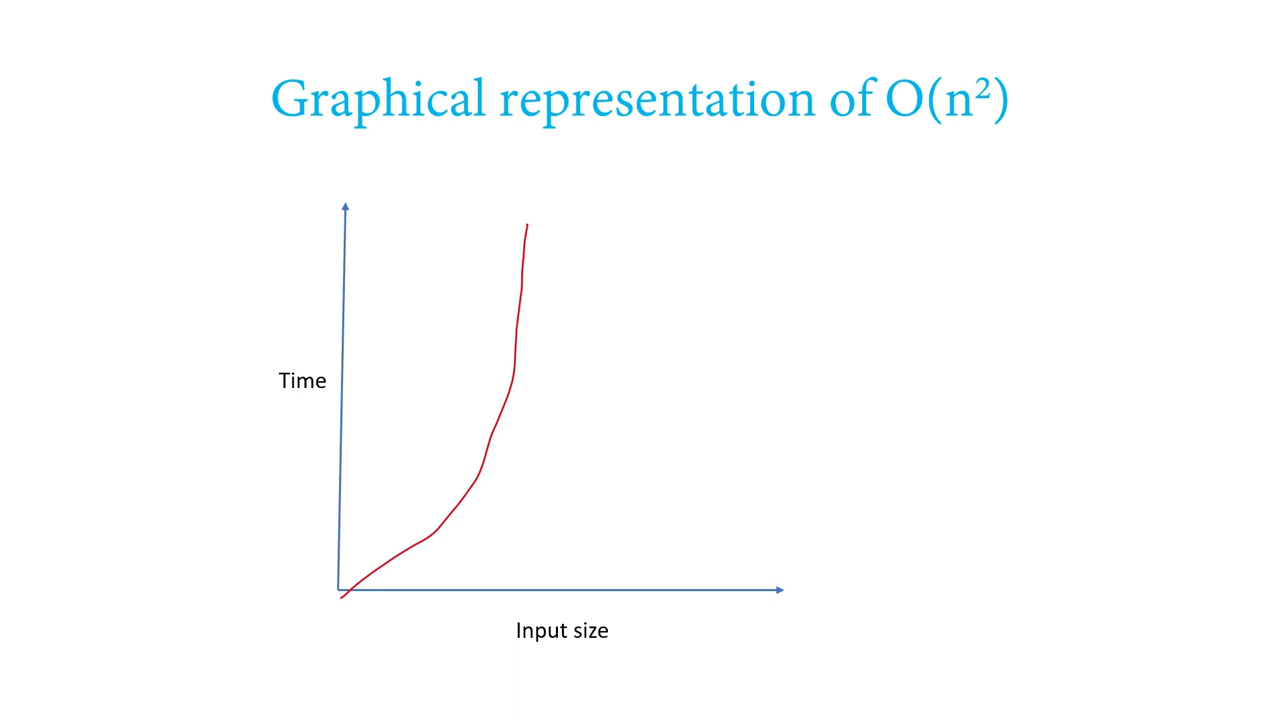 Graphical representation of O(n²)
Time
Input size